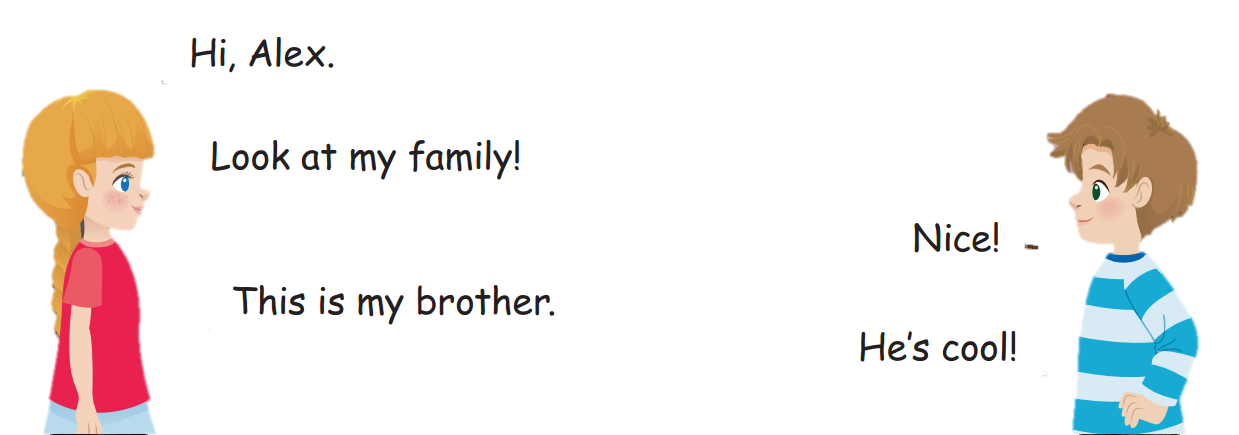 Hi, Alex.
Look at my family!
Nice!
This is my brother.
He's cool!